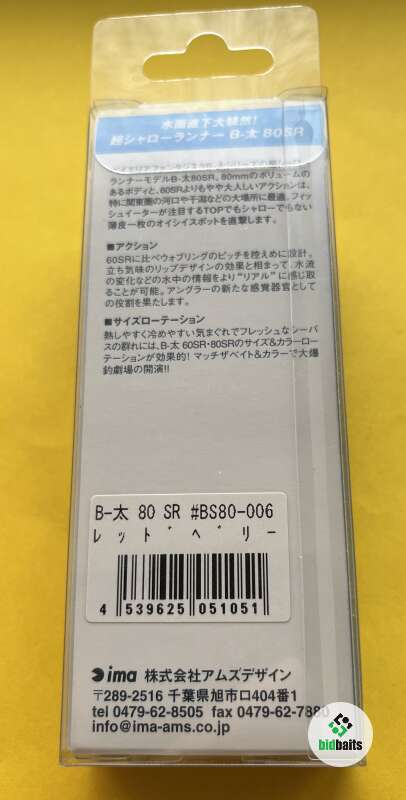 水面直下大騒然!
超シャローランナー B-太 80SR
ランナーモデルB-太80SR。80mmのボリュームの
あるボディと、80SRよりもやや大人しいアクションは、
特に関東圏の河口や干潟などの大場所に最適。フィッ
シュイーターが注目するTOPでもシャローでもない
薄皮一枚のオイシイスポットを直撃します。
■アクション
60SRに比べウォブリングのピッチを控えめに設計。
立ち気味のリップデザインの効果と相まって、水流
の変化などの水中の情報をより"リアル"に感じ取
ることが可能。アングラーの新たな感覚器官として
の役割を果たします。
■サイズローテーション
熱しやすく冷めやすい気まぐれでフレッシュなシーバ
スの群れには、B-太 60SR・80SRのサイズ&カラーロー
テーションが効果的! マッチザベイト&カラーで大爆
釣劇場の開演!!
B-太 80 SR #BS80-006
レッドベリー
4 539625 051051
ima 株式会社アムズデザイン
〒289-2516 千葉県旭市ロ404番1
tel 0479-62-8505 fax 0479-62-7880
info@ima-ams.co.jp
bidbaits